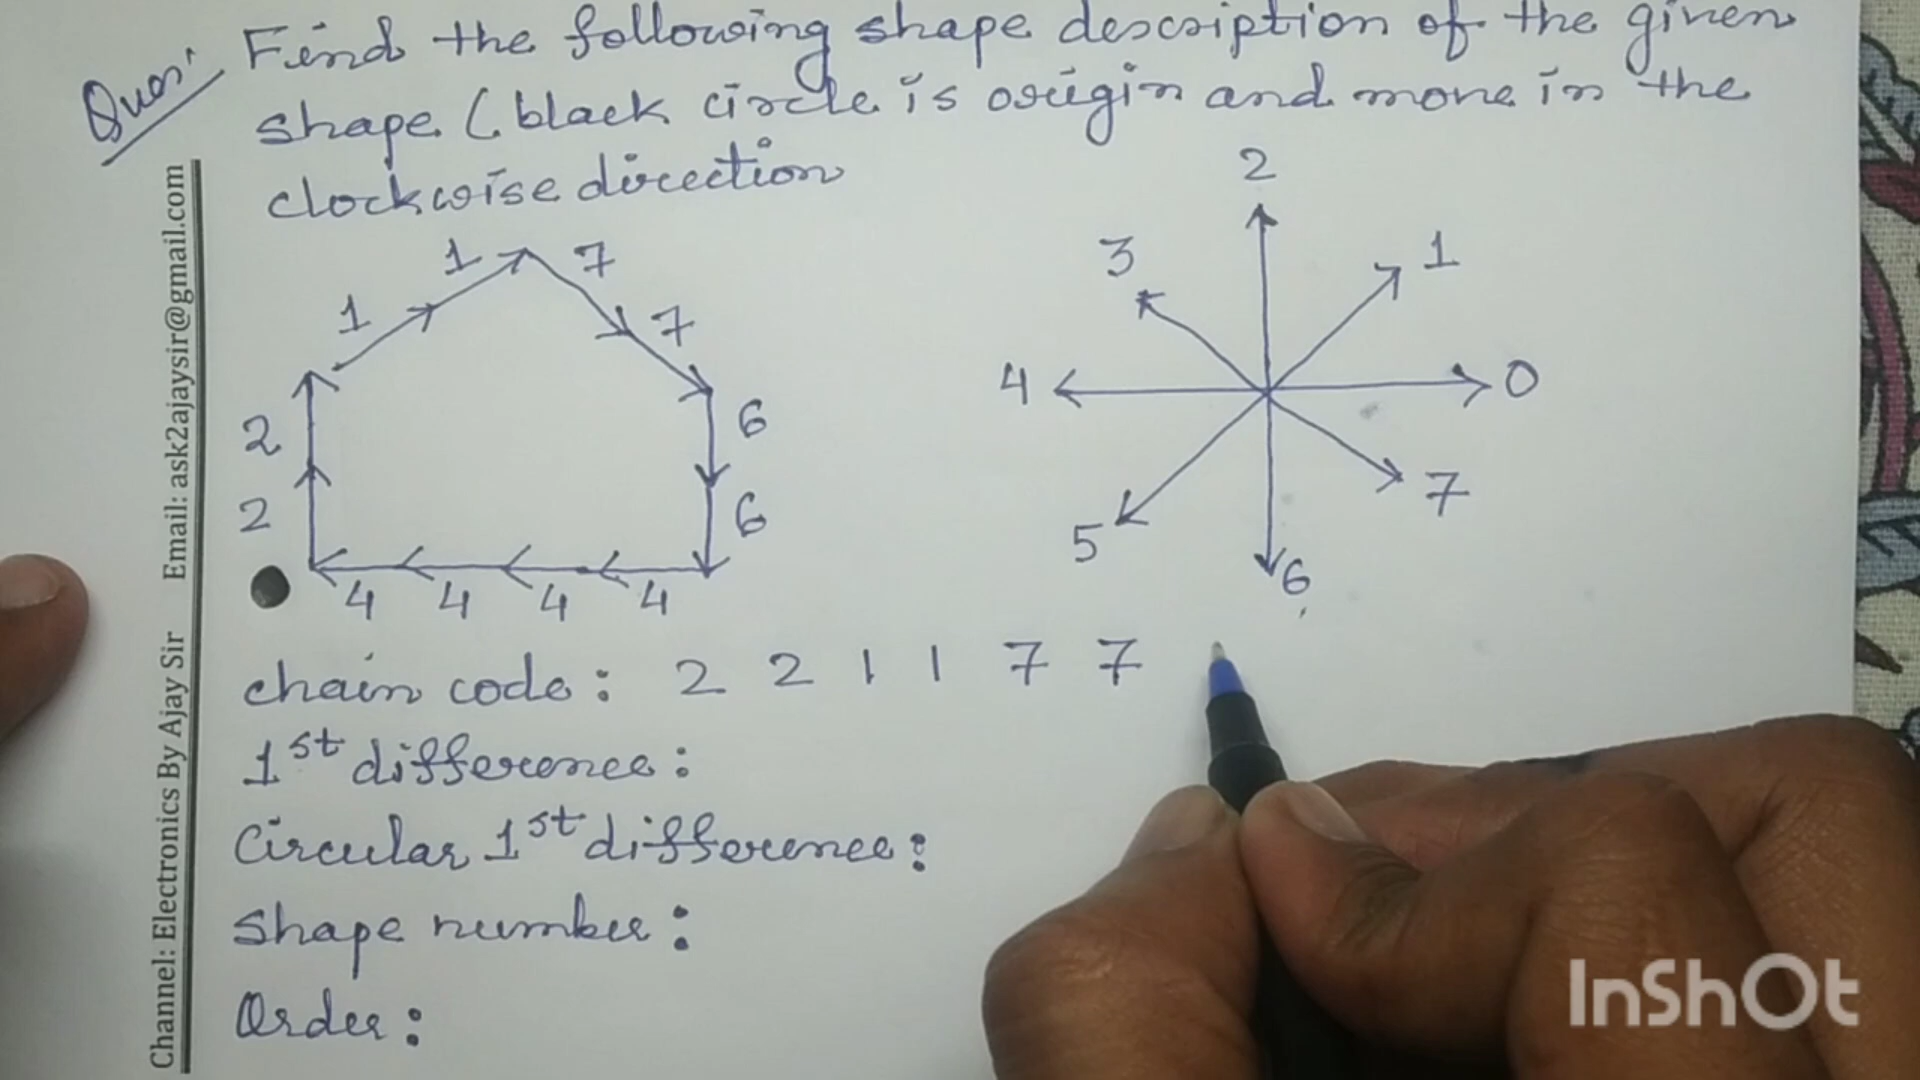 Ques: Find the following shape description of the given
shape (black circle is origin and move in the
clockwise direction
1 1 7 7
2 2 6 6
4 4 4 4
2
3 1
4 0
5 7
6
chain code: 2 2 1 1 7 7
1st difference:
Circular 1st difference:
Shape number:
Order:
Channel: Electronics By Ajay Sir Email: ask2ajaysir@gmail.com
InShOt